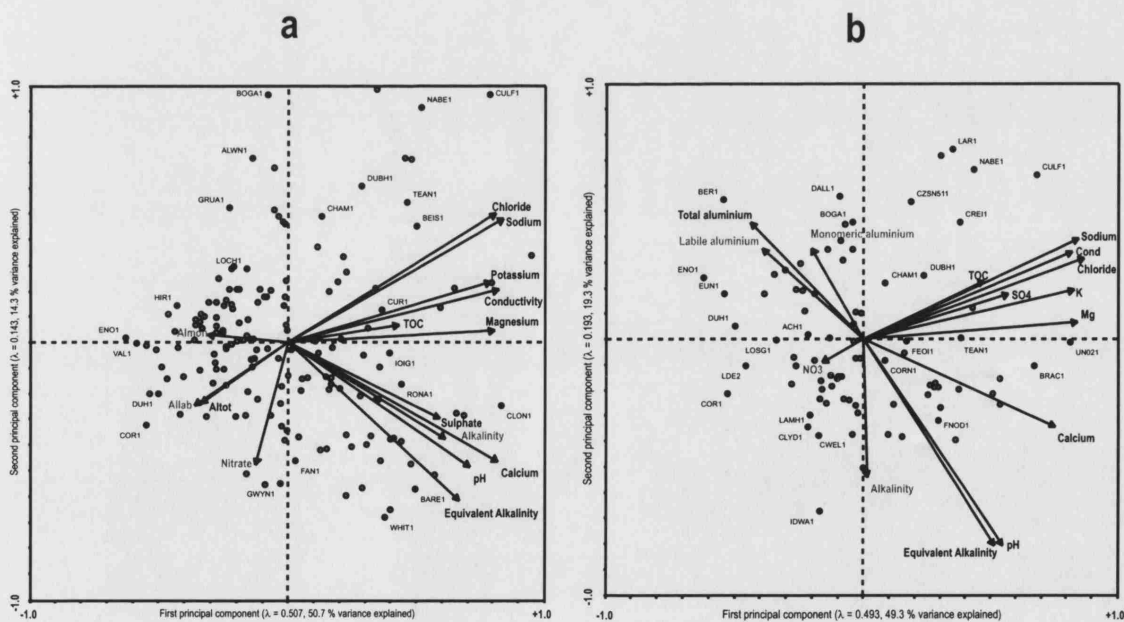 a
b
+1.0
BOGA1
NABE1
CULF1
ALWN1
DUBH1
TEAN1
GRUA1
CHAM1
BEIS1
Chloride
Sodium
LOCH1
Potassium
Conductivity
HIR1
CUR1
TOC
Magnesium
ENO1
Almon
VAL1
IOIG1
RONA1
DUH1
Allab
Altot
CLON1
Sulphate
Alkalinity
COR1
Nitrate
FAN1
pH
Calcium
GWYN1
BARE1
Equivalent Alkalinity
WHIT1
Second principal component (λ = 0.143, 14.3 % variance explained)
-1.0
-1.0
First principal component (λ = 0.507, 50.7 % variance explained)
+1.0
+1.0
LAR1
NABE1
CULF1
BER1
DALL1
CZSN511
Total aluminium
BOGA1
CREI1
Labile aluminium
Monomeric aluminium
Sodium
Cond
Chloride
ENO1
CHAM1
DUBH1
TOC
EUN1
SO4
K
DUH1
ACH1
Mg
LOSG1
FEOI1
TEAN1
UN021
NO3
CORN1
LDE2
BRAC1
COR1
LAMH1
FNOD1
CLYD1
CWEL1
Calcium
Alkalinity
IDWA1
Equivalent Alkalinity
pH
Second principal component (λ = 0.193, 19.3 % variance explained)
-1.0
-1.0
First principal component (λ = 0.493, 49.3 % variance explained)
+1.0